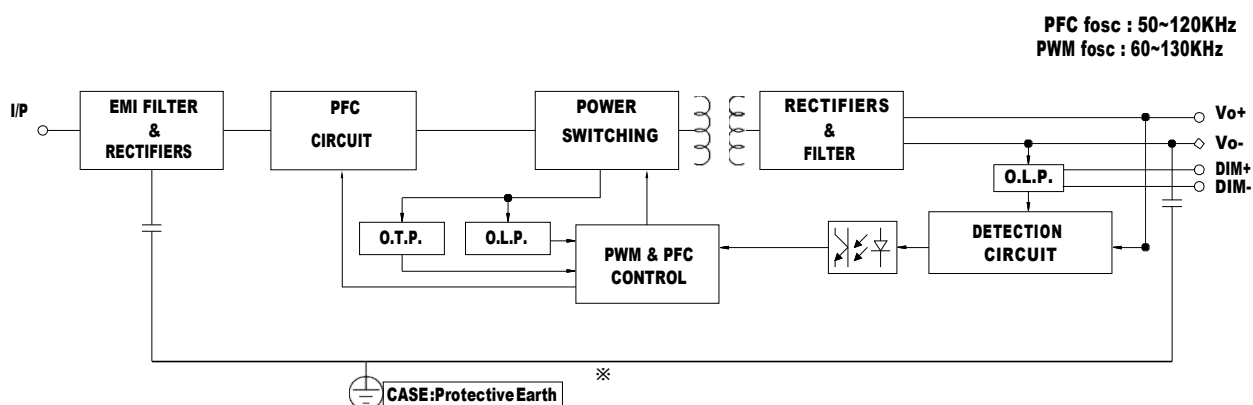 PFC fosc : 50~120KHz
PWM fosc : 60~130KHz
I/P
EMI FILTER
&
RECTIFIERS
PFC
CIRCUIT
POWER
SWITCHING
RECTIFIERS
&
FILTER
Vo+
Vo-
DIM+
DIM-
O.L.P.
O.T.P.
O.L.P.
PWM & PFC
CONTROL
DETECTION
CIRCUIT
※
CASE:Protective Earth